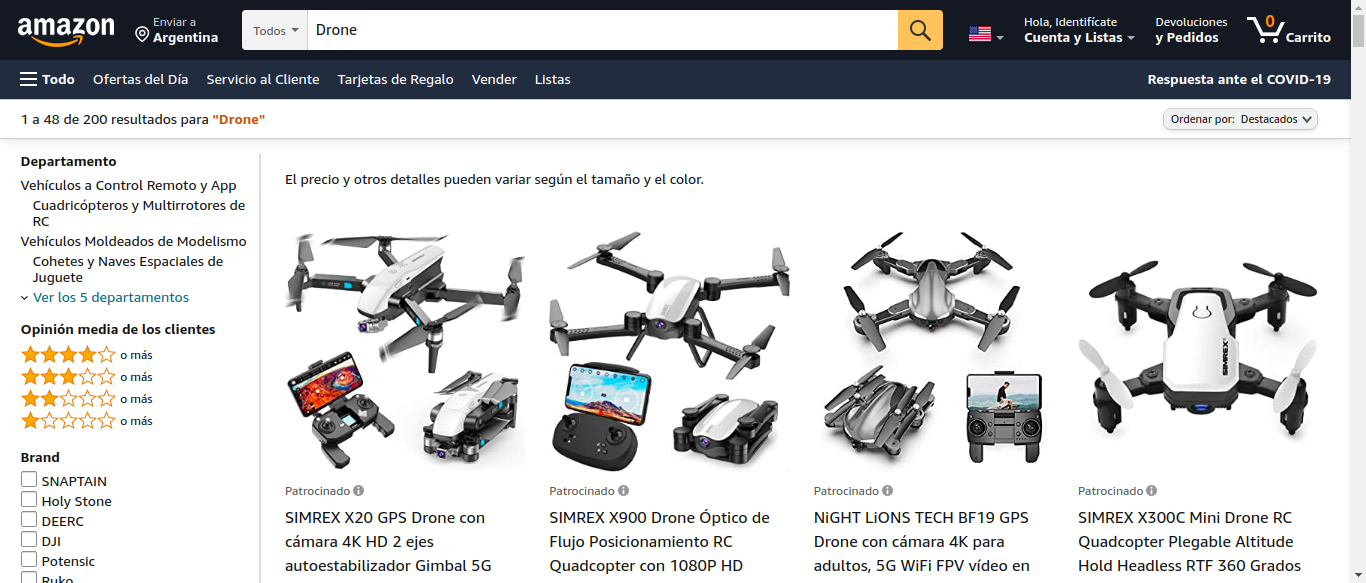 amazon
Enviar a
Argentina
Todos
Drone
Hola, Identifícate
Cuenta y Listas
Devoluciones
y Pedidos
0
Carrito
Todo
Ofertas del Día
Servicio al Cliente
Tarjetas de Regalo
Vender
Listas
Respuesta ante el COVID-19
1 a 48 de 200 resultados para "Drone"
Ordenar por: Destacados
Departamento
Vehículos a Control Remoto y App
Cuadricópteros y Multirrotores de
RC
Vehículos Moldeados de Modelismo
Cohetes y Naves Espaciales de
Juguete
Ver los 5 departamentos
Opinión media de los clientes
o más
o más
o más
o más
Brand
SNAPTAIN
Holy Stone
DEERC
DJI
Potensic
Ruko
El precio y otros detalles pueden variar según el tamaño y el color.
Patrocinado
SIMREX X20 GPS Drone con
cámara 4K HD 2 ejes
autoestabilizador Gimbal 5G
Patrocinado
SIMREX X900 Drone Óptico de
Flujo Posicionamiento RC
Quadcopter con 1080P HD
Patrocinado
NiGHT LiONS TECH BF19 GPS
Drone con cámara 4K para
adultos, 5G WiFi FPV vídeo en
SIMREX
Patrocinado
SIMREX X300C Mini Drone RC
Quadcopter Plegable Altitude
Hold Headless RTF 360 Grados